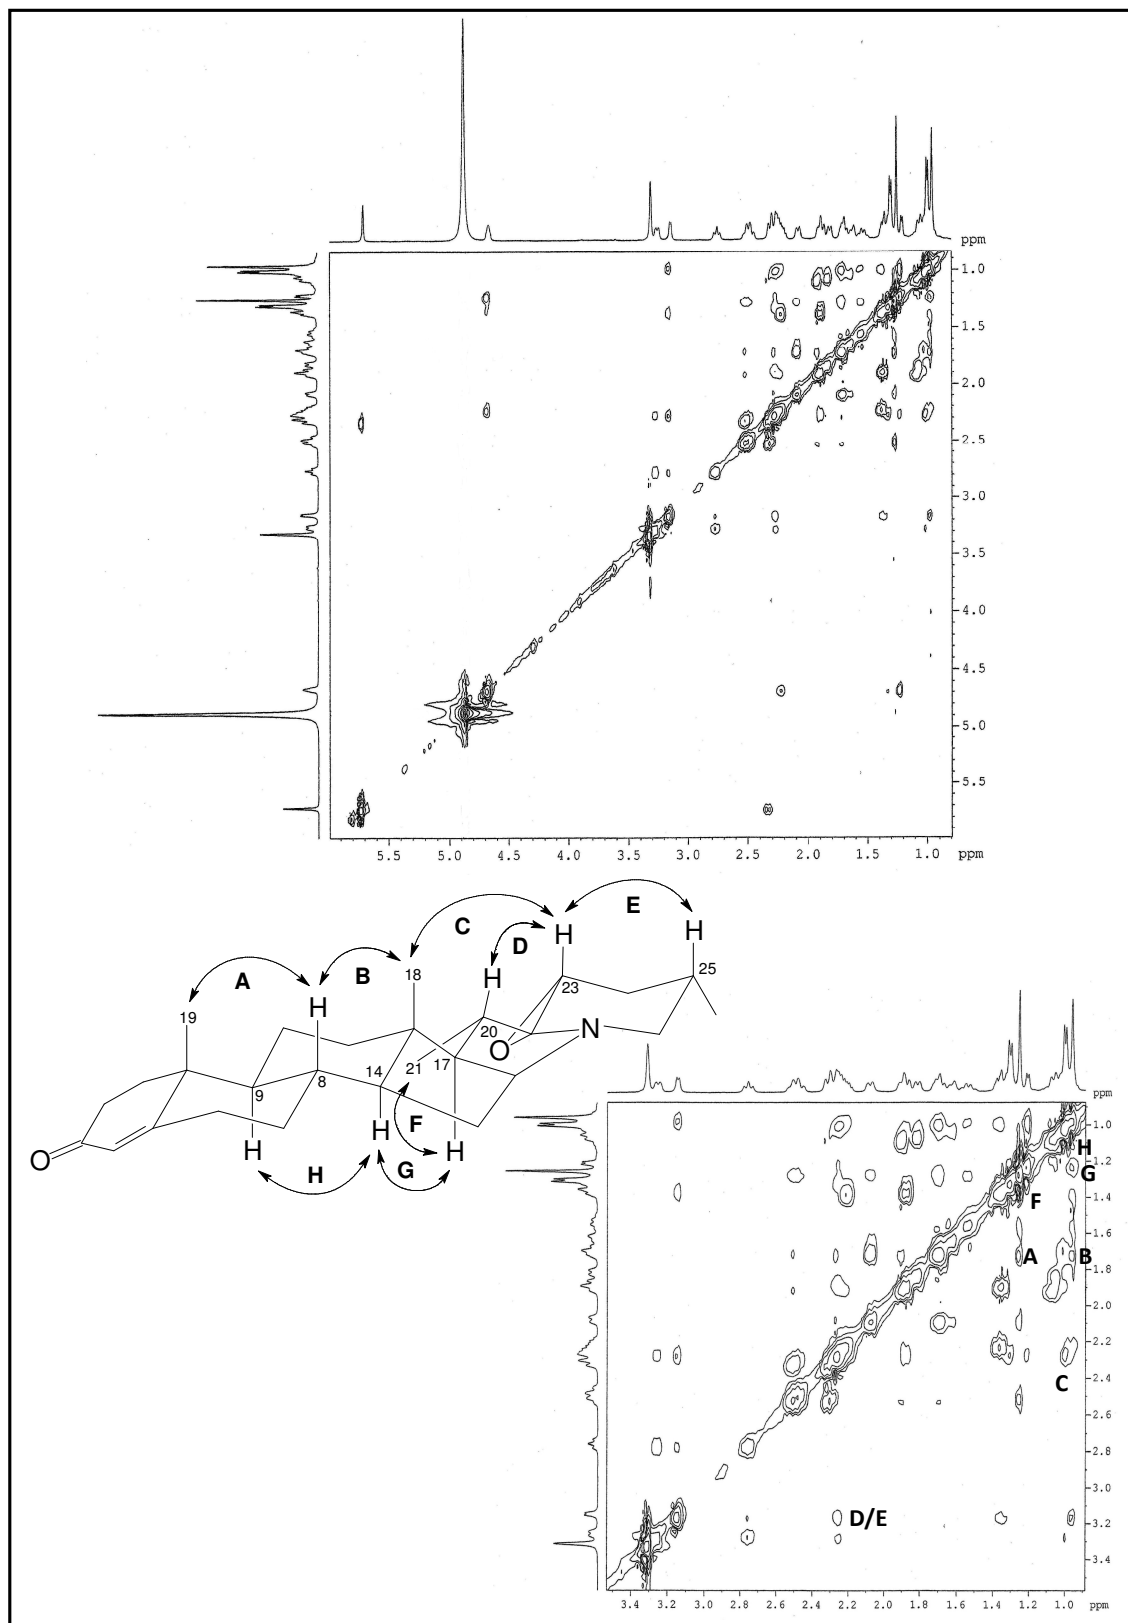 ppm
1.0
1.5
2.0
2.5
3.0
3.5
4.0
4.5
5.0
5.5
5.5 5.0 4.5 4.0 3.5 3.0 2.5 2.0 1.5 1.0 ppm
E
C
H H
D
18 25
A B
H 23
19 H
20 N
O
21 17
8 14
9
F
H
H H
O
H G
ppm
1.0
H
1.2
G
1.4
F
1.6
A B
1.8
2.0
2.2
2.4
C
2.6
2.8
3.0
D/E
3.2
3.4
3.4 3.2 3.0 2.8 2.6 2.4 2.2 2.0 1.8 1.6 1.4 1.2 1.0 ppm